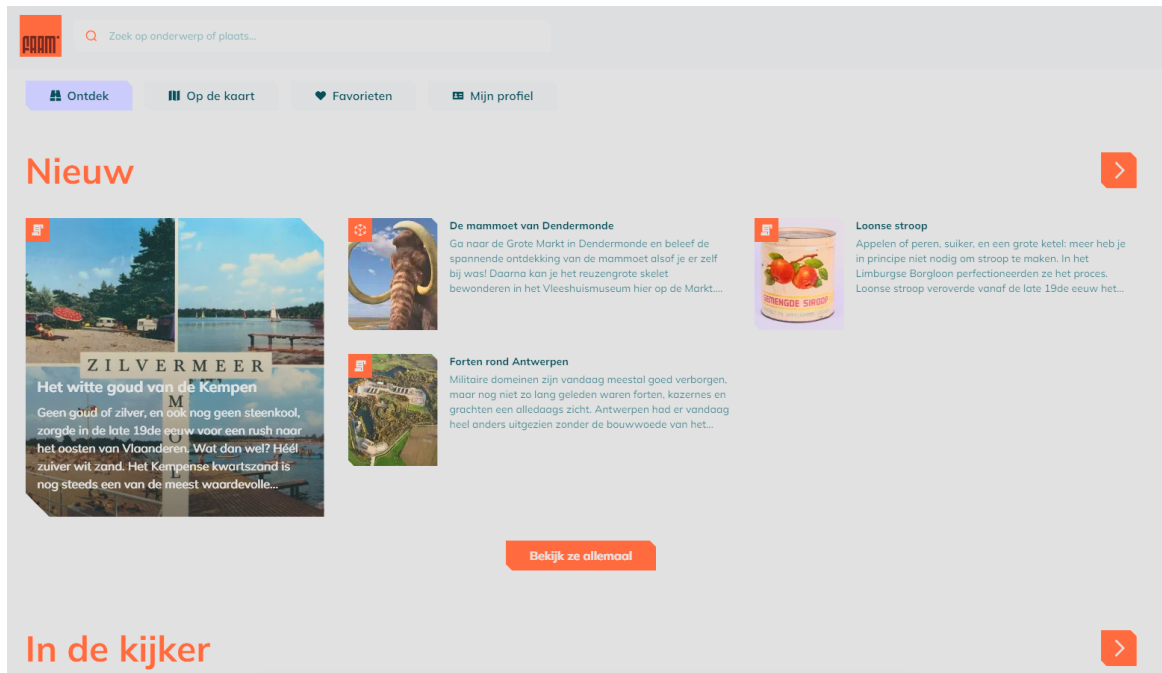 FAAM
Zoek op onderwerp of plaats...
Ontdek
Op de kaart
Favorieten
Mijn profiel
Nieuw
ZILVERMEER
MOL
Het witte goud van de Kempen
Geen goud of zilver, en ook nog geen steenkool,
zorgde in de late 19de eeuw voor een rush naar
het oosten van Vlaanderen. Wat dan wel? Héél
zuiver wit zand. Het Kempense kwartszand is
nog steeds een van de meest waardevolle...
De mammoet van Dendermonde
Ga naar de Grote Markt in Dendermonde en beleef de
spannende ontdekking van de mammoet alsof je er zelf
bij was! Daarna kan je het reuzengrote skelet
bewonderen in het Vleeshuismuseum hier op de Markt....
Loonse stroop
Appelen of peren, suiker, en een grote ketel: meer heb je
in principe niet nodig om stroop te maken. In het
Limburgse Borgloon perfectioneerden ze het proces.
Loonse stroop veroverde vanaf de late 19de eeuw het...
GEMENGDE SIROOP
Forten rond Antwerpen
Militaire domeinen zijn vandaag meestal goed verborgen,
maar nog niet zo lang geleden waren forten, kazernes en
grachten een alledaags zicht. Antwerpen had er vandaag
heel anders uitgezien zonder de bouwwoede van het...
Bekijk ze allemaal
In de kijker